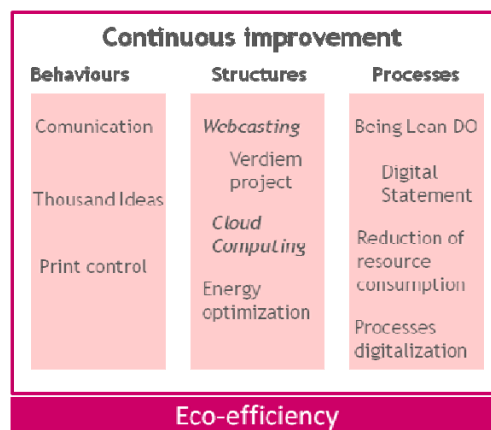 Continuous improvement
Behaviours
Comunication
Thousand Ideas
Print control
Structures
Webcasting
Verdiem
project
Cloud
Computing
Energy
optimization
Processes
Being Lean DO
Digital
Statement
Reduction of
resource
consumption
Processes
digitalization
Eco-efficiency